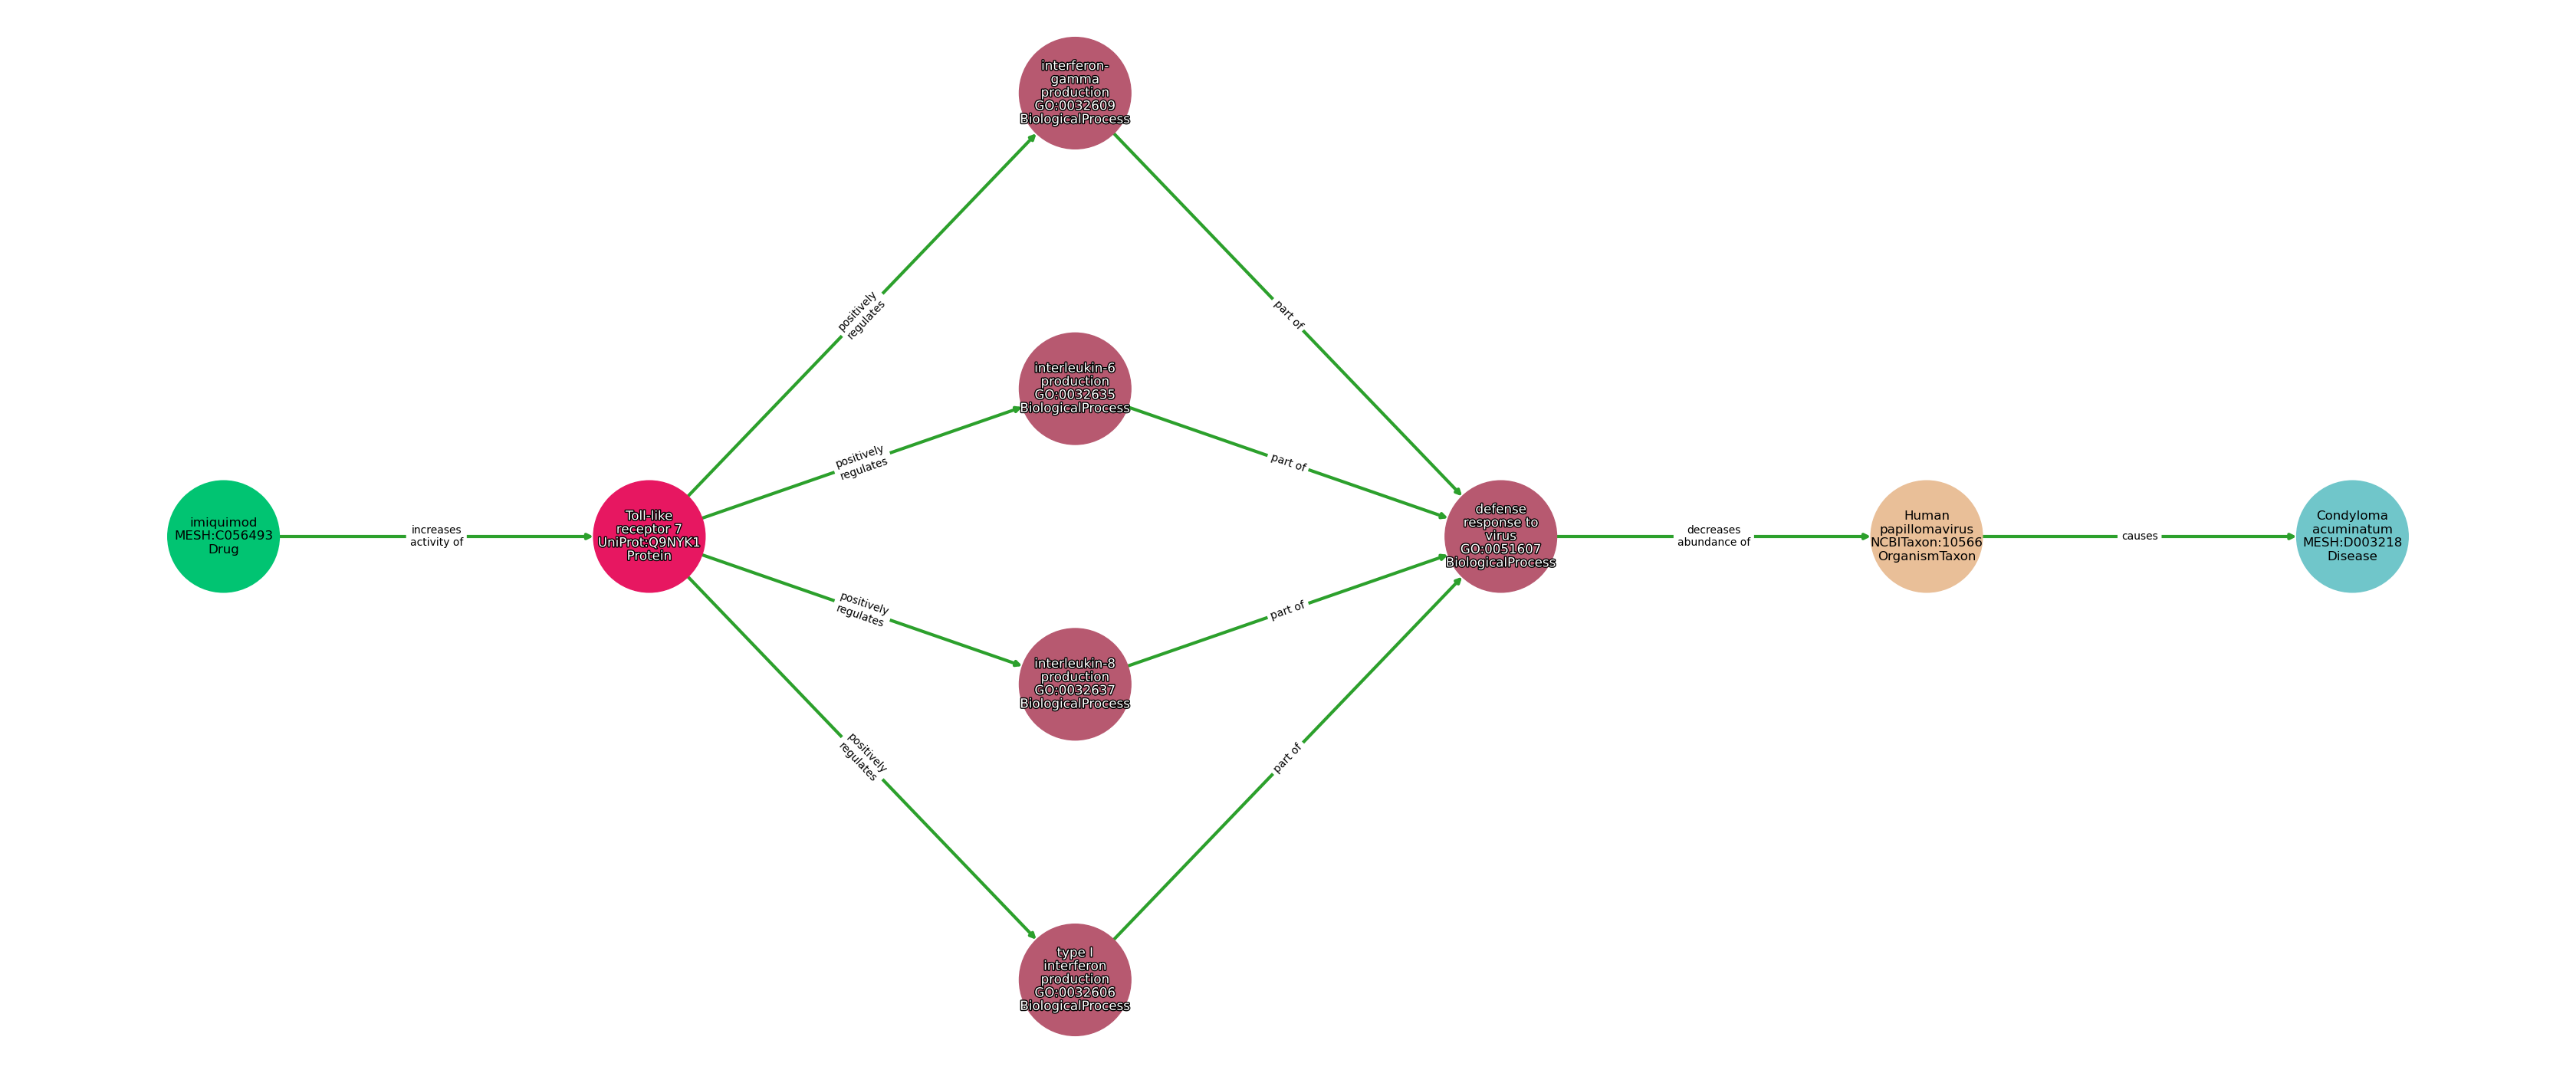 interferon-
gamma
production
GO:0032609
BiologicalProcess
positively
regulates
part of
interleukin-6
production
GO:0032635
BiologicalProcess
positively
regulates
part of
imiquimod
MESH:C056493
Drug
increases
activity of
Toll-like
receptor 7
UniProt:Q9NYK1
Protein
defense
response to
virus
GO:0051607
BiologicalProcess
decreases
abundance of
Human
papillomavirus
NCBITaxon:10566
OrganismTaxon
causes
Condyloma
acuminatum
MESH:D003218
Disease
positively
regulates
part of
interleukin-8
production
GO:0032637
BiologicalProcess
positively
regulates
part of
type I
interferon
production
GO:0032606
BiologicalProcess